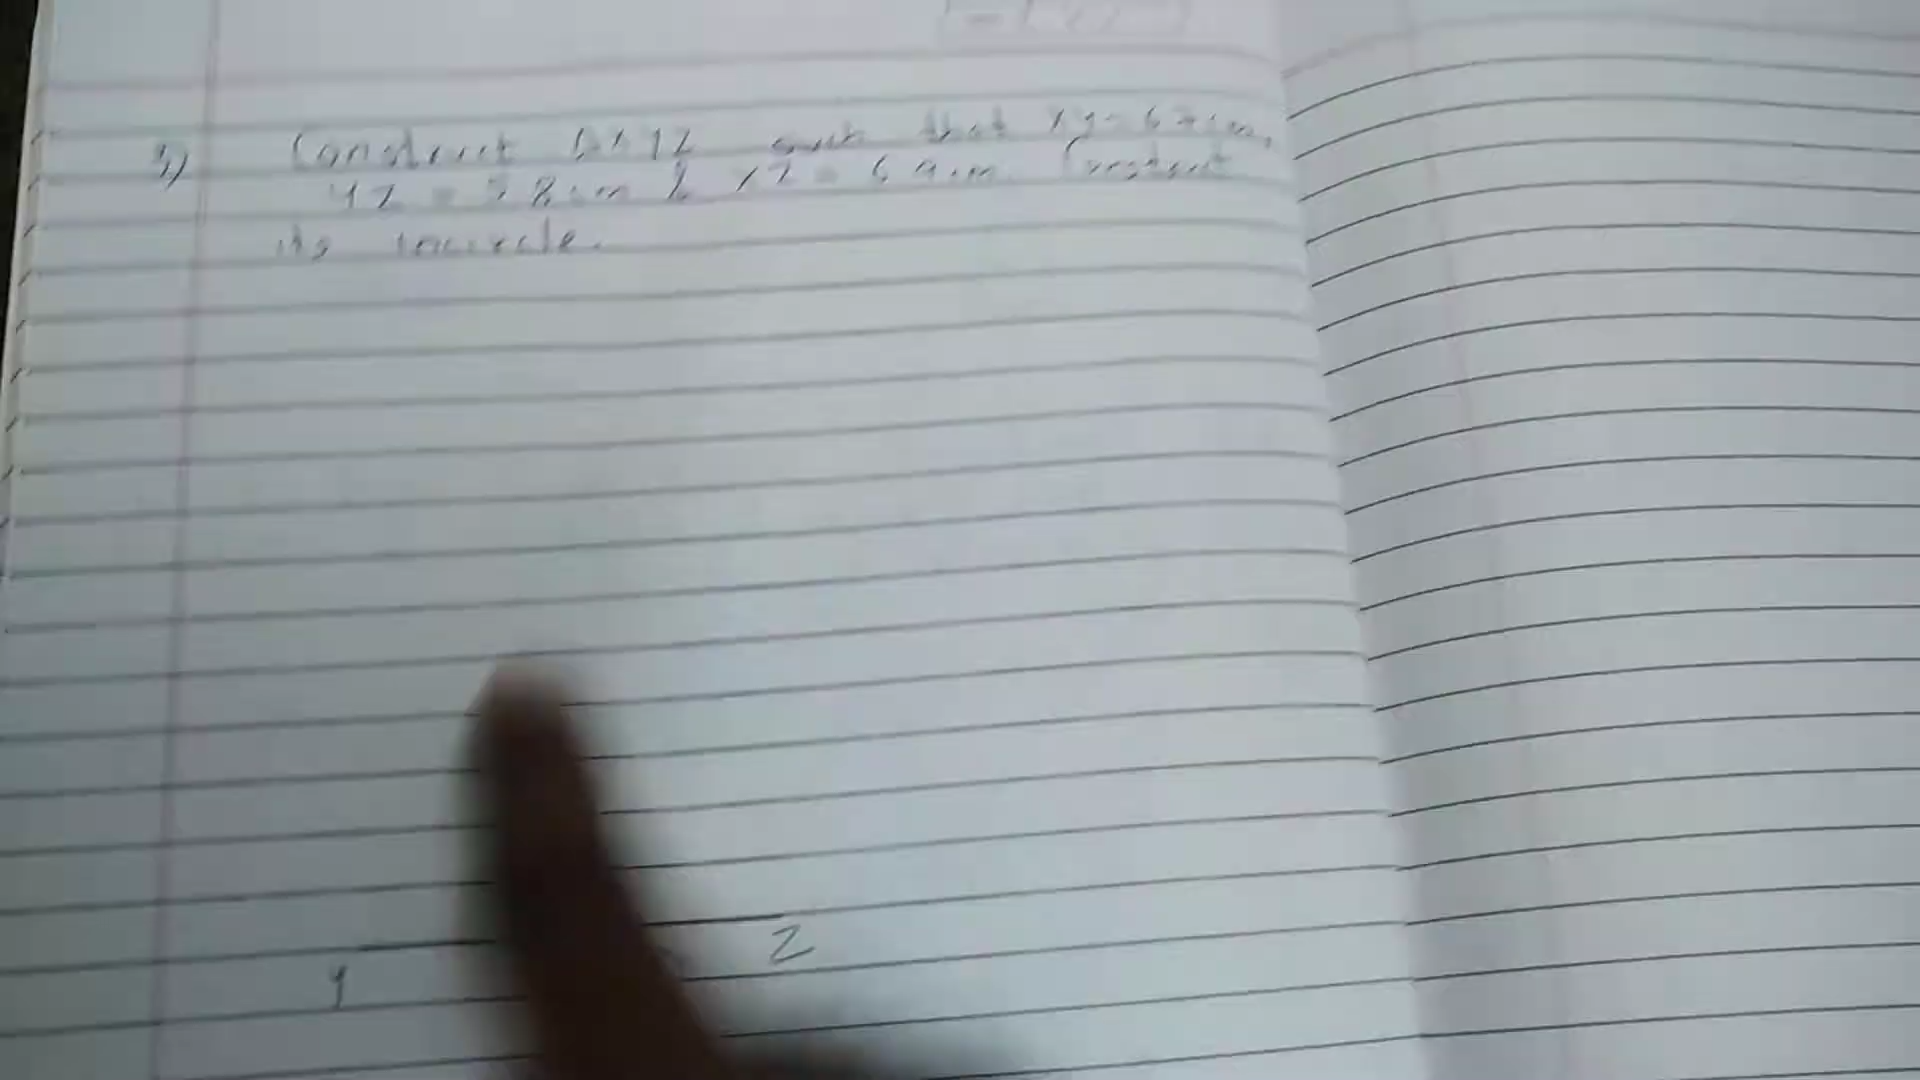 3) Construct ΔXYZ such that XY = 6.7 cm,
YZ = 5.8 cm & XZ = 6.9 cm. Construct
its incircle.
Y Z